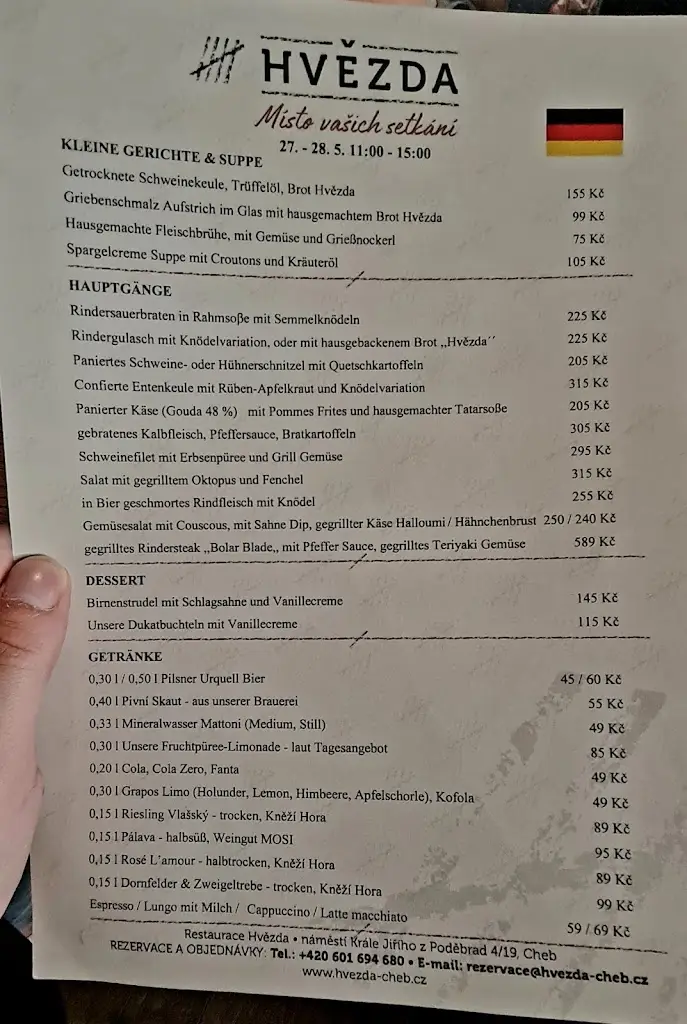 HVĚZDA
Místo vašich setkání
27. - 28. 5. 11:00 - 15:00
KLEINE GERICHTE & SUPPE
Getrocknete Schweinekeule, Trüffelöl, Brot Hvězda 155 Kč
Griebenschmalz Aufstrich im Glas mit hausgemachtem Brot Hvězda 99 Kč
Hausgemachte Fleischbrühe, mit Gemüse und Grießnockerl 75 Kč
Spargelcreme Suppe mit Croutons und Kräuteröl 105 Kč
HAUPTGÄNGE
Rindersauerbraten in Rahmsoße mit Semmelknödeln 225 Kč
Rindergulasch mit Knödelvariation, oder mit hausgebackenem Brot ,,Hvězda´´ 225 Kč
Paniertes Schweine- oder Hühnerschnitzel mit Quetschkartoffeln 205 Kč
Confierte Entenkeule mit Rüben-Apfelkraut und Knödelvariation 315 Kč
Panierter Käse (Gouda 48 %) mit Pommes Frites und hausgemachter Tatarsoße 205 Kč
gebratenes Kalbfleisch, Pfeffersauce, Bratkartoffeln 305 Kč
Schweinefilet mit Erbsenpüree und Grill Gemüse 295 Kč
Salat mit gegrilltem Oktopus und Fenchel 315 Kč
in Bier geschmortes Rindfleisch mit Knödel 255 Kč
Gemüsesalat mit Couscous, mit Sahne Dip, gegrillter Käse Halloumi / Hähnchenbrust 250 / 240 Kč
gegrilltes Rindersteak ,,Bolar Blade,, mit Pfeffer Sauce, gegrilltes Teriyaki Gemüse 589 Kč
DESSERT
Birnenstrudel mit Schlagsahne und Vanillecreme 145 Kč
Unsere Dukatbuchteln mit Vanillecreme 115 Kč
GETRÄNKE
0,30 l / 0,50 l Pilsner Urquell Bier 45 / 60 Kč
0,40 l Pivní Skaut - aus unserer Brauerei 55 Kč
0,33 l Mineralwasser Mattoni (Medium, Still) 49 Kč
0,30 l Unsere Fruchtpüree-Limonade - laut Tagesangebot 85 Kč
0,20 l Cola, Cola Zero, Fanta 49 Kč
0,30 l Grapos Limo (Holunder, Lemon, Himbeere, Apfelschorle), Kofola 49 Kč
0,15 l Riesling Vlašský - trocken, Kněží Hora 89 Kč
0,15 l Pálava - halbsüß, Weingut MOSI 95 Kč
0,15 l Rosé L´amour - halbtrocken, Kněží Hora 89 Kč
0,15 l Dornfelder & Zweigeltrebe - trocken, Kněží Hora 99 Kč
Espresso / Lungo mit Milch / Cappuccino / Latte macchiato 59 / 69 Kč
Restaurace Hvězda • náměstí Krále Jiřího z Poděbrad 4/19, Cheb
REZERVACE A OBJEDNÁVKY: Tel.: +420 601 694 680 • E-mail: rezervace@hvezda-cheb.cz
www.hvezda-cheb.cz